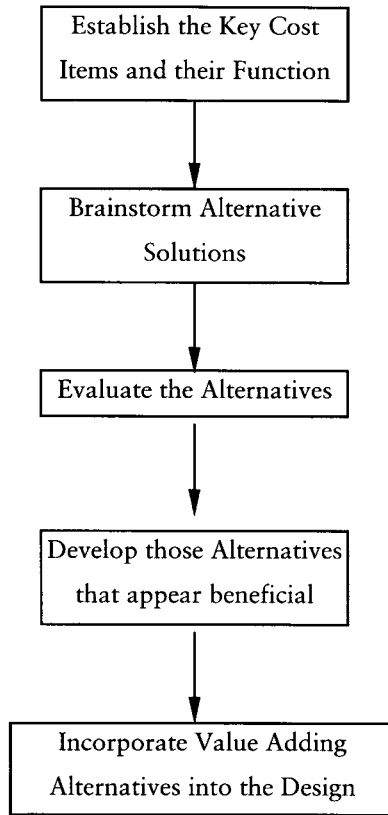 Establish the Key Cost
Items and their Function
Brainstorm Alternative
Solutions
Evaluate the Alternatives
Develop those Alternatives
that appear beneficial
Incorporate Value Adding
Alternatives into the Design